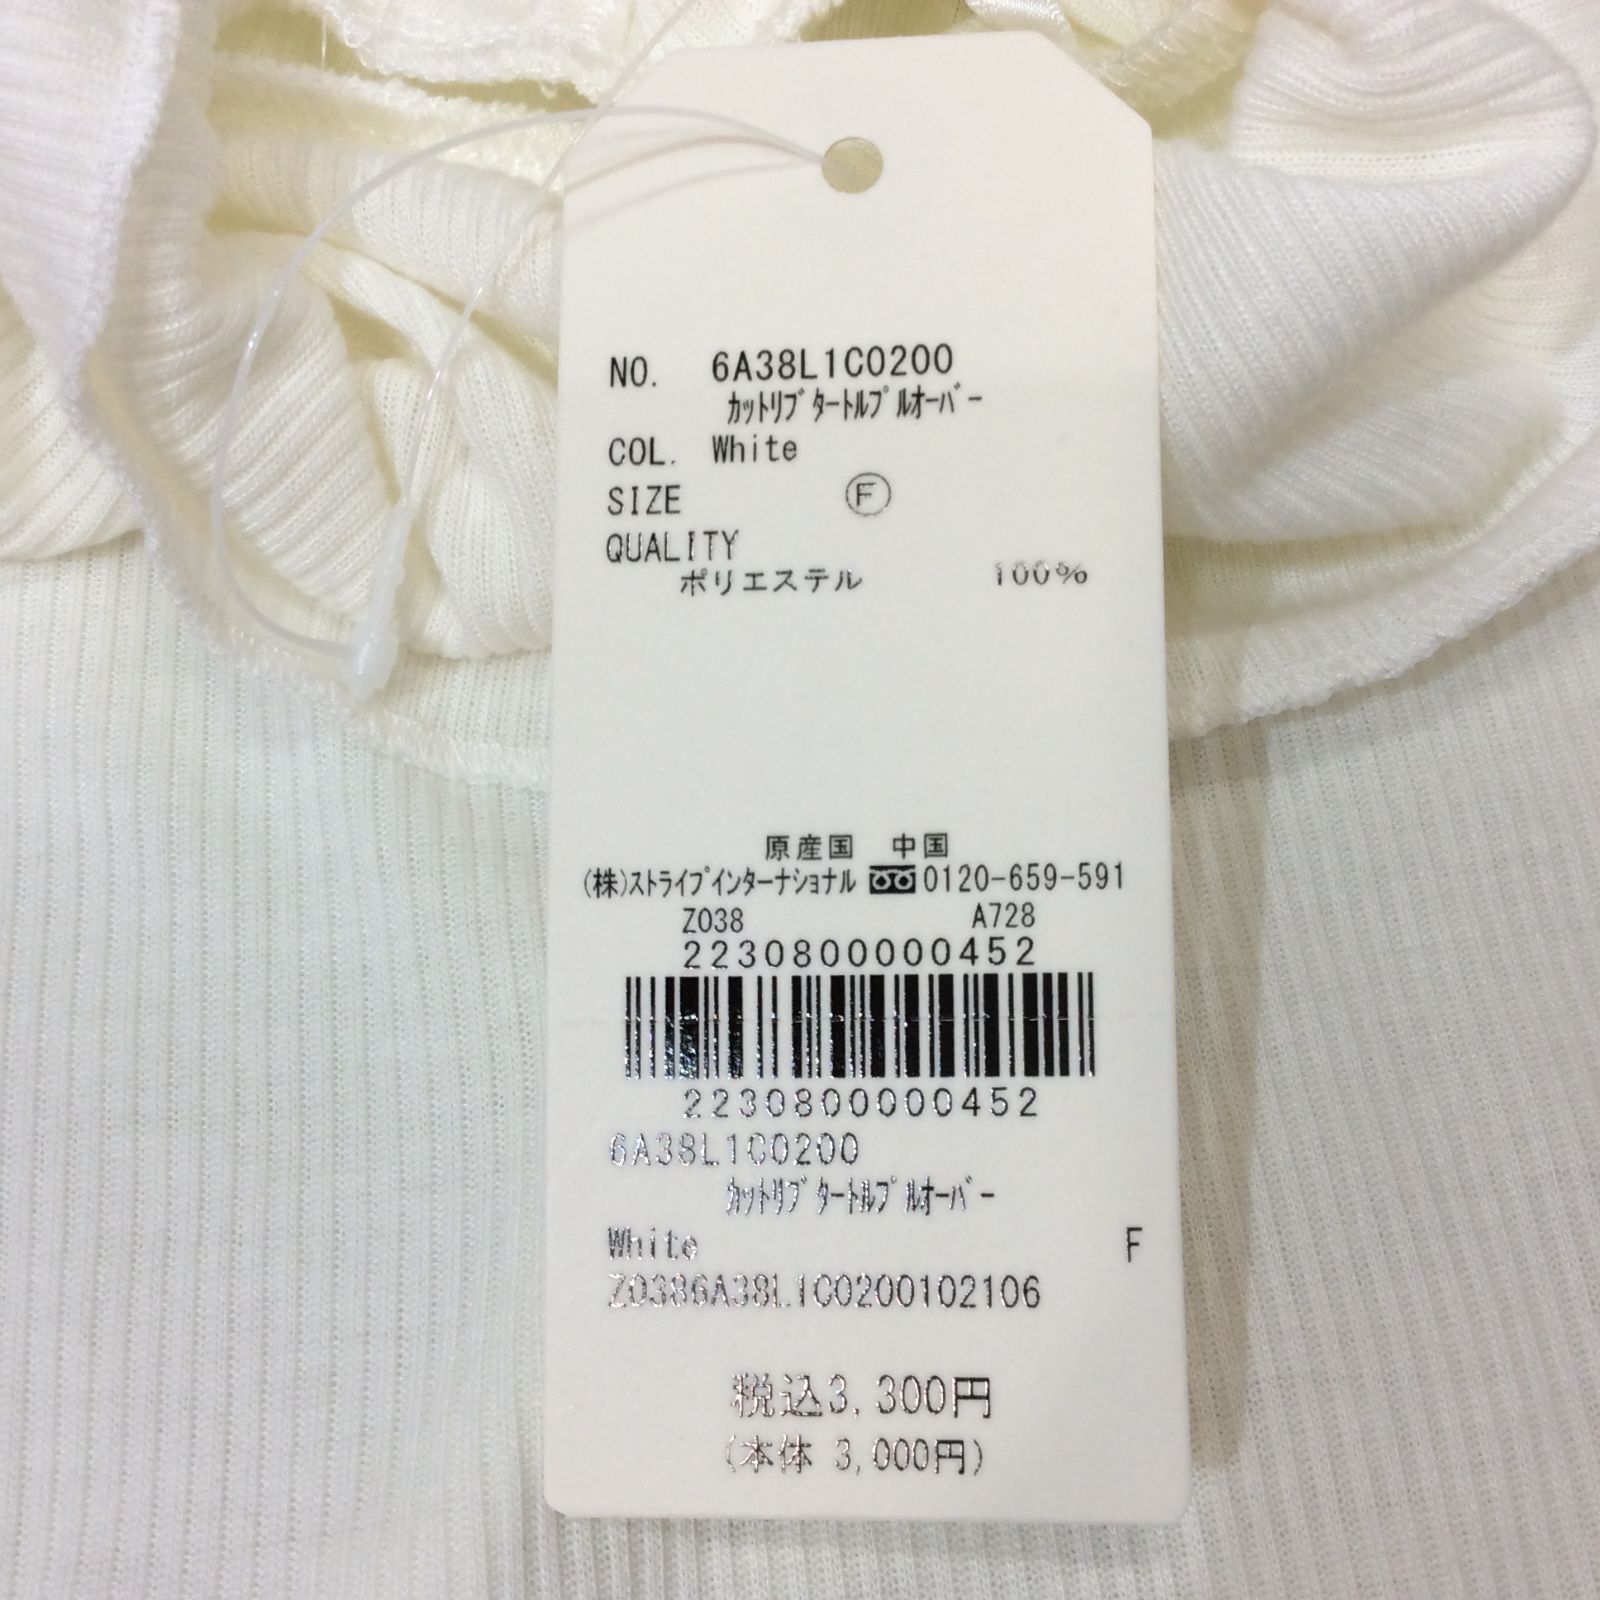 NO. 6A38L1C0200
カットリブタートルプルオーバー
COL. White
SIZE Ⓕ
QUALITY
ポリエステル 100%
原産国 中国
(株)ストライプインターナショナル 0120-659-591
Z038 A728
2230800000452
2230800000452
6A38L1C0200
カットリブタートルプルオーバー
White F
Z0386A38L1C0200102106
税込3,300円
(本体 3,000円)